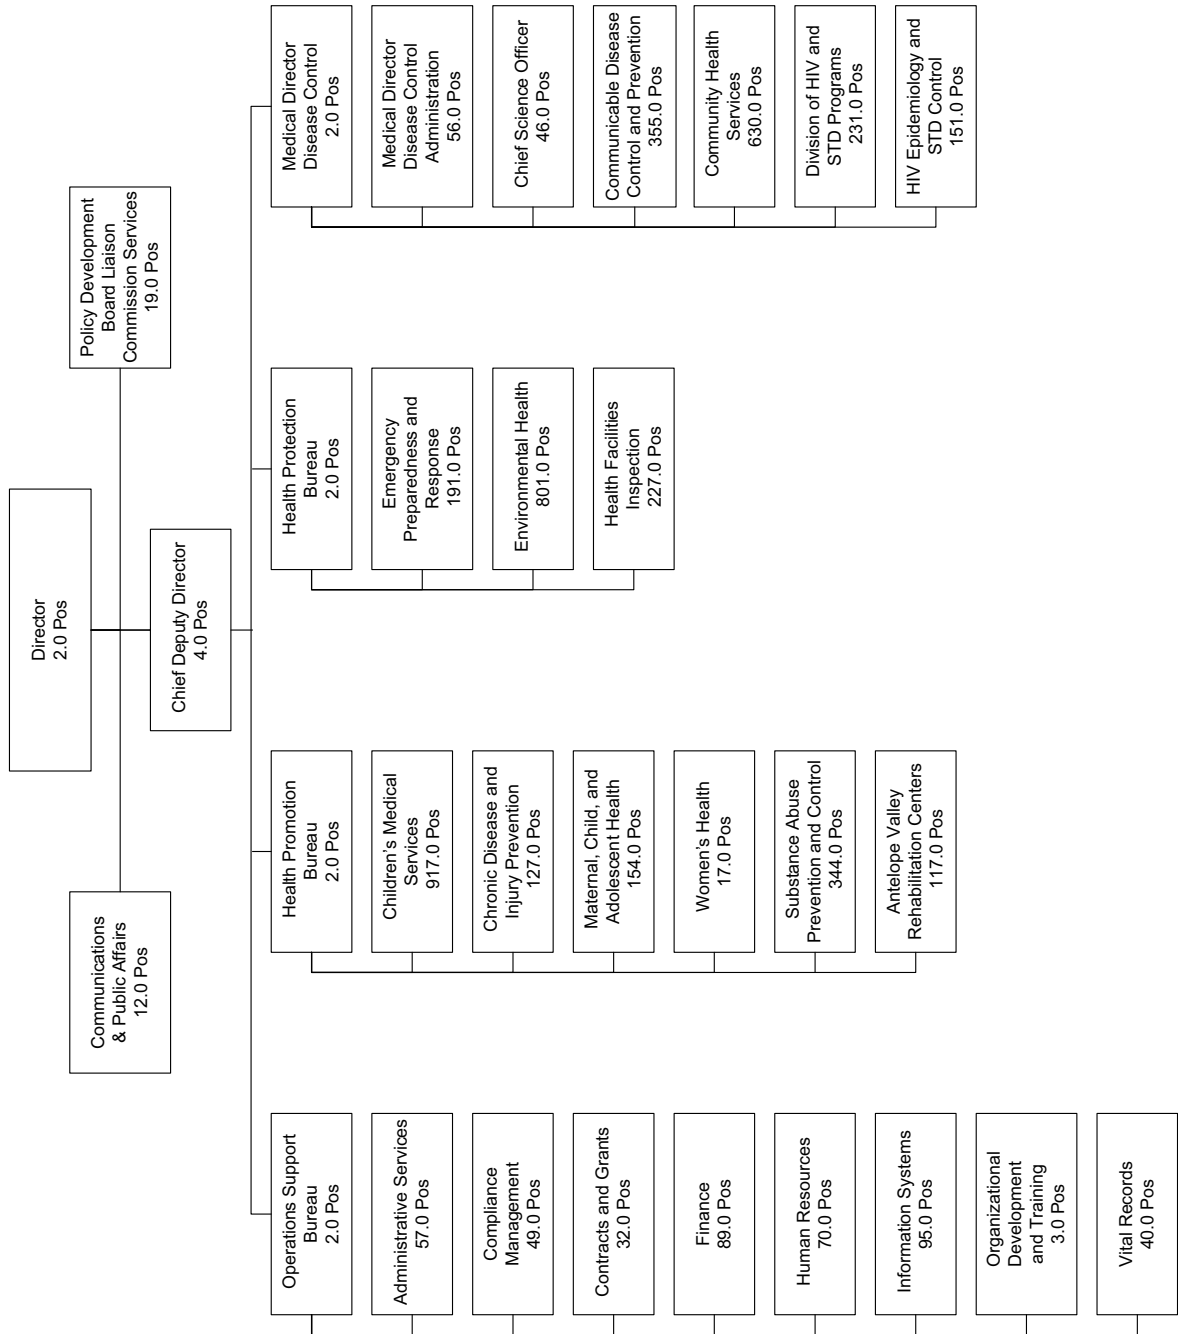 Director
2.0 Pos
Communications
& Public Affairs
12.0 Pos
Policy Development
Board Liaison
Commission Services
19.0 Pos
Chief Deputy Director
4.0 Pos
Operations Support
Bureau
2.0 Pos
Administrative Services
57.0 Pos
Compliance
Management
49.0 Pos
Contracts and Grants
32.0 Pos
Finance
89.0 Pos
Human Resources
70.0 Pos
Information Systems
95.0 Pos
Organizational
Development
and Training
3.0 Pos
Vital Records
40.0 Pos
Health Promotion
Bureau
2.0 Pos
Children's Medical
Services
917.0 Pos
Chronic Disease and
Injury Prevention
127.0 Pos
Maternal, Child, and
Adolescent Health
154.0 Pos
Women's Health
17.0 Pos
Substance Abuse
Prevention and Control
344.0 Pos
Antelope Valley
Rehabilitation Centers
117.0 Pos
Health Protection
Bureau
2.0 Pos
Emergency
Preparedness and
Response
191.0 Pos
Environmental Health
801.0 Pos
Health Facilities
Inspection
227.0 Pos
Medical Director
Disease Control
2.0 Pos
Medical Director
Disease Control
Administration
56.0 Pos
Chief Science Officer
46.0 Pos
Communicable Disease
Control and Prevention
355.0 Pos
Community Health
Services
630.0 Pos
Division of HIV and
STD Programs
231.0 Pos
HIV Epidemiology and
STD Control
151.0 Pos